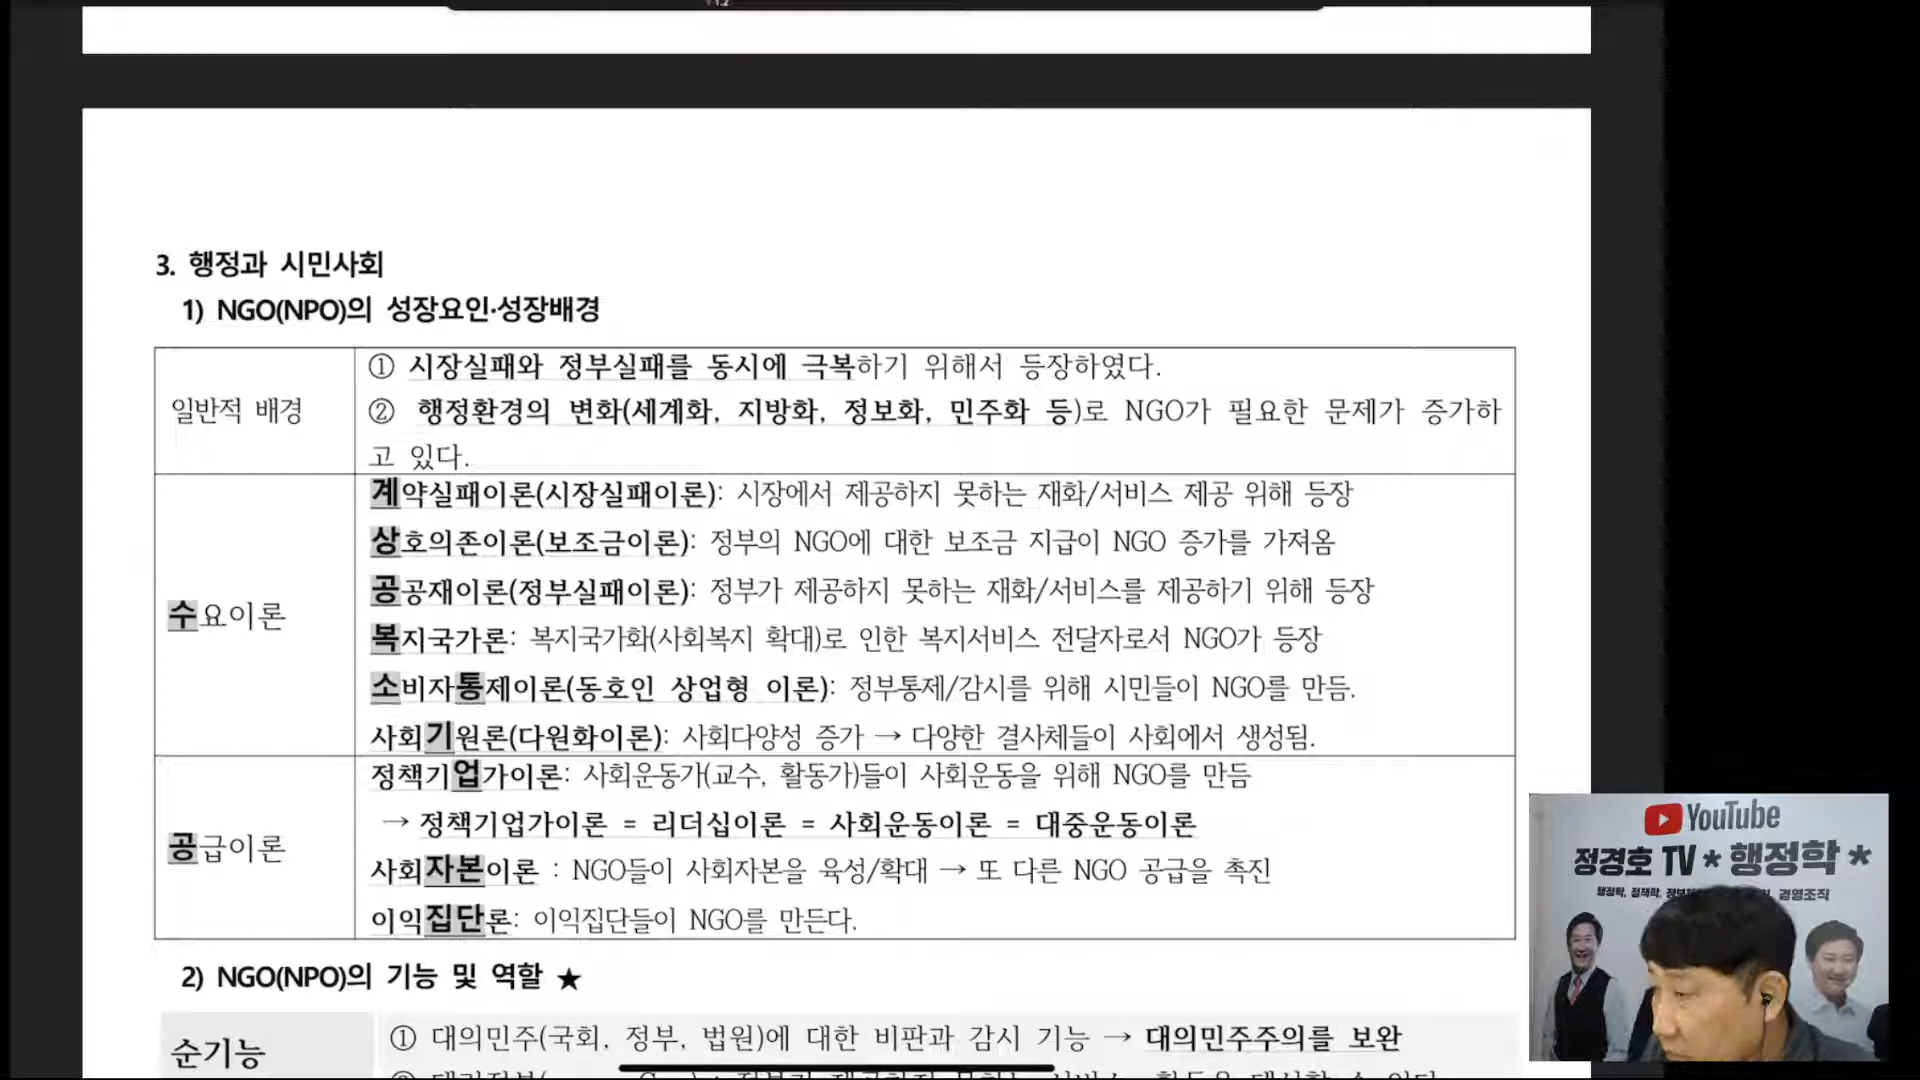 3. 행정과 시민사회
1) NGO(NPO)의 성장요인·성장배경
일반적 배경
① 시장실패와 정부실패를 동시에 극복하기 위해서 등장하였다.
② 행정환경의 변화(세계화, 지방화, 정보화, 민주화 등)로 NGO가 필요한 문제가 증가하
고 있다.
수요이론
계약실패이론(시장실패이론): 시장에서 제공하지 못하는 재화/서비스 제공 위해 등장
상호의존이론(보조금이론): 정부의 NGO에 대한 보조금 지급이 NGO 증가를 가져옴
공공재이론(정부실패이론): 정부가 제공하지 못하는 재화/서비스를 제공하기 위해 등장
복지국가론: 복지국가화(사회복지 확대)로 인한 복지서비스 전달자로서 NGO가 등장
소비자통제이론(동호인 상업형 이론): 정부통제/감시를 위해 시민들이 NGO를 만듬.
사회기원론(다원화이론): 사회다양성 증가 → 다양한 결사체들이 사회에서 생성됨.
공급이론
정책기업가이론: 사회운동가(교수, 활동가)들이 사회운동을 위해 NGO를 만듬
→ 정책기업가이론 = 리더십이론 = 사회운동이론 = 대중운동이론
사회자본이론 : NGO들이 사회자본을 육성/확대 → 또 다른 NGO 공급을 촉진
이익집단론: 이익집단들이 NGO를 만든다.
2) NGO(NPO)의 기능 및 역할 ★
순기능
① 대의민주(국회, 정부, 법원)에 대한 비판과 감시 기능 → 대의민주주의를 보완
YouTube
정경호 TV * 행정학 *
행정학, 정책학,
경영조직